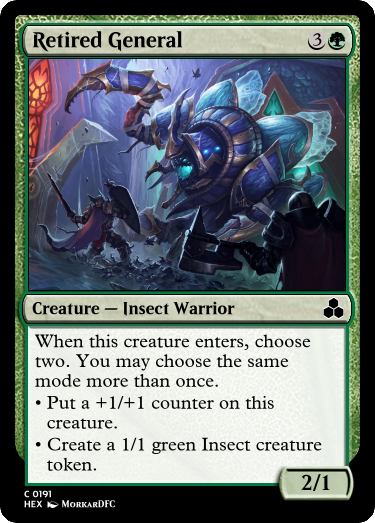 Retired General 3
Creature — Insect Warrior
When this creature enters, choose
two. You may choose the same
mode more than once.
• Put a +1/+1 counter on this
creature.
• Create a 1/1 green Insect creature
token.
2/1
C 0191
HEX MorkarDFC